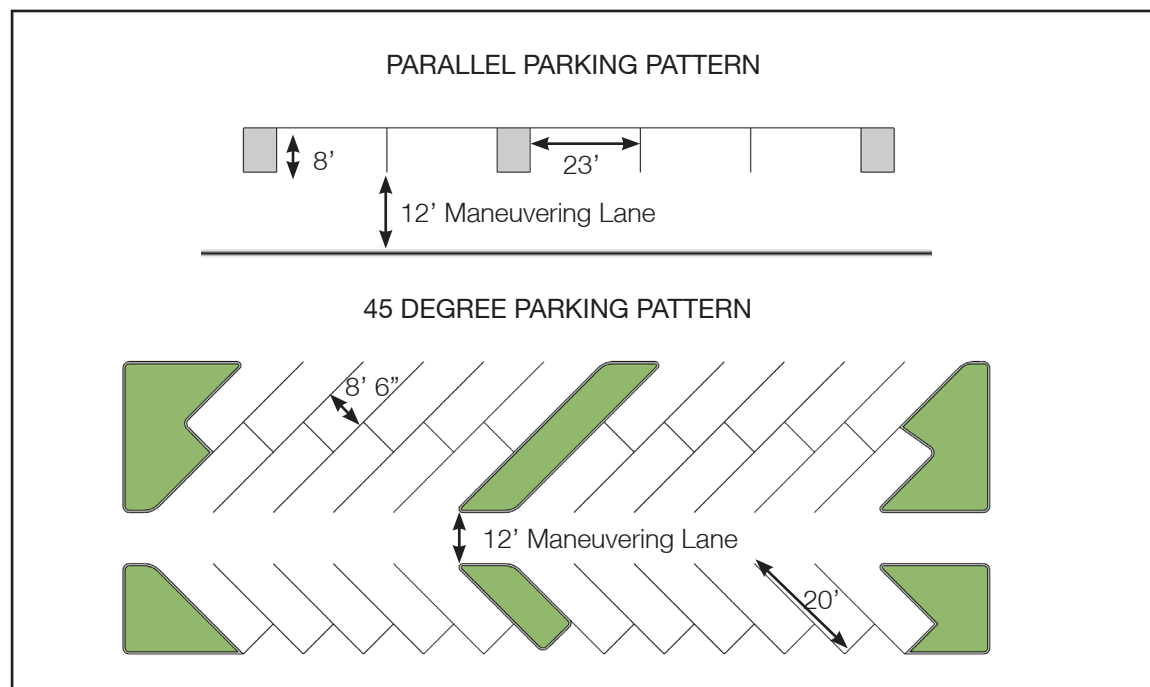 PARALLEL PARKING PATTERN
8’
23’
12’ Maneuvering Lane
45 DEGREE PARKING PATTERN
8’ 6”
12’ Maneuvering Lane
20’